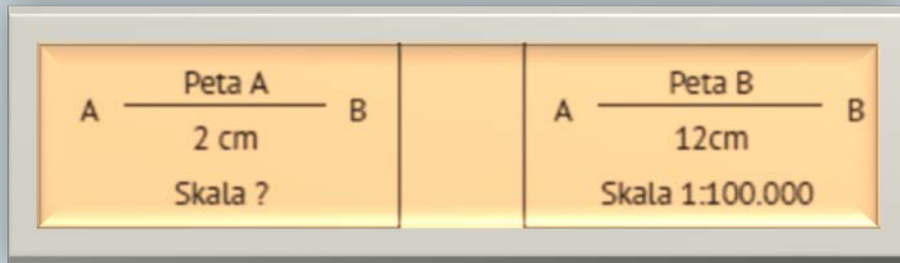 Peta A
A B
2 cm
Skala ?
Peta B
A B
12cm
Skala 1:100.000